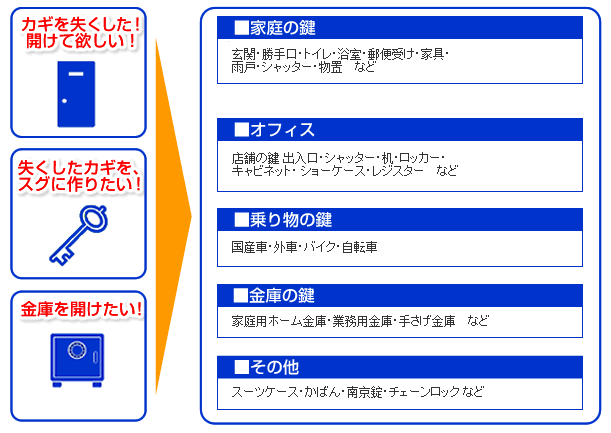 カギを失くした!
開けて欲しい!
失くしたカギを、
スグに作りたい!
金庫を開けたい!
■家庭の鍵
玄関・勝手口・トイレ・浴室・郵便受け・家具・
雨戸・シャッター・物置　など
■オフィス
店舗の鍵 出入口・シャッター・机・ロッカー・
キャビネット・ショーケース・レジスター　など
■乗り物の鍵
国産車・外車・バイク・自転車
■金庫の鍵
家庭用ホーム金庫・業務用金庫・手さげ金庫　など
■その他
スーツケース・かばん・南京錠・チェーンロックなど